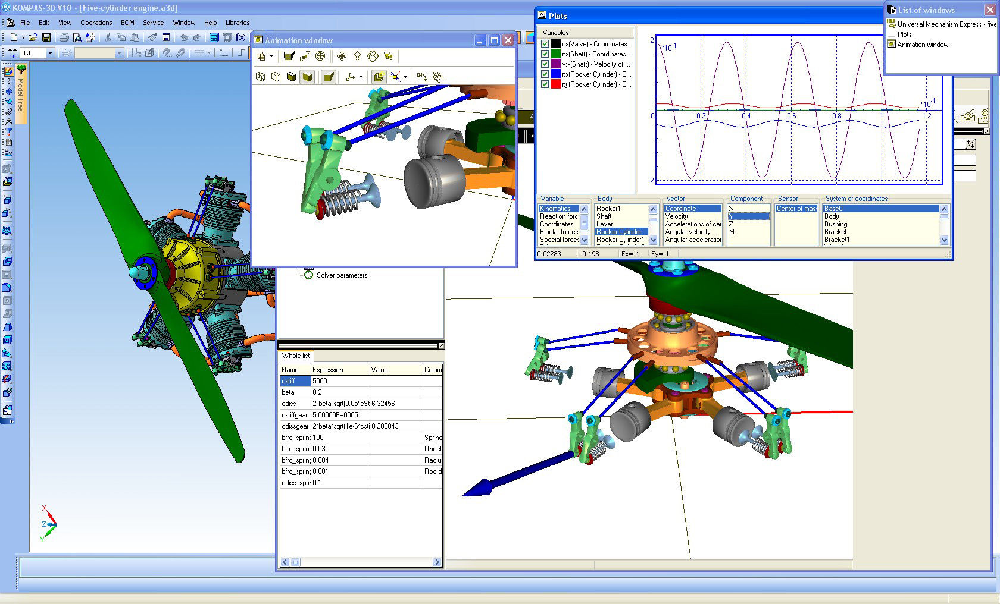 KOMPAS-3D V10 - [Five-cylinder engine.a3d]
File Edit View Operations BOM Service Window Help Libraries
f(x)
1.0
Model Tree
Animation window
Plots
Variables
r:x(Valve) - Coordinates...
r:x(Shaft) - Coordinates ...
v:x(Shaft) - Velocity of ...
r:x(Rocker Cylinder) - C...
r:y(Rocker Cylinder) - C...
2
*10⁻¹
0
0.2 0.4 0.6 0.8 1.2
*10⁻¹
-2
List of windows
Universal Mechanism Express - five
Plots
Animation window
Variable
Kinematics
Reaction force
Coordinates
Bipolar forces
Special forces
Body
Rocker1
Shaft
Lever
Rocker Cylinder
Rocker Cylinder1
vector
Coordinate
Velocity
Accelerations of cer
Angular velocity
Angular acceleration
Component
X
Y
Z
M
Sensor
Center of mass
System of coordinates
Base0
Body
Bushing
Bracket
Bracket1
0.02283 -0.198 Ex=-1 Ey=-1
Solver parameters
Whole list
Name Expression Value Comm
cstiff 5000
beta 0.2
cdiss 2*beta*sqrt(0.05*cSt 6.32456
cstiffgear 5.00000E+0005
cdissgear 2*beta*sqrt(1e-6*csti 0.282843
bfrc_spring 100 Spring
bfrc_spring 0.03 Undef
bfrc_spring 0.004 Radiu
bfrc_spring 0.001 Rod d
cdiss_sprir 0.1
X
Z
Y